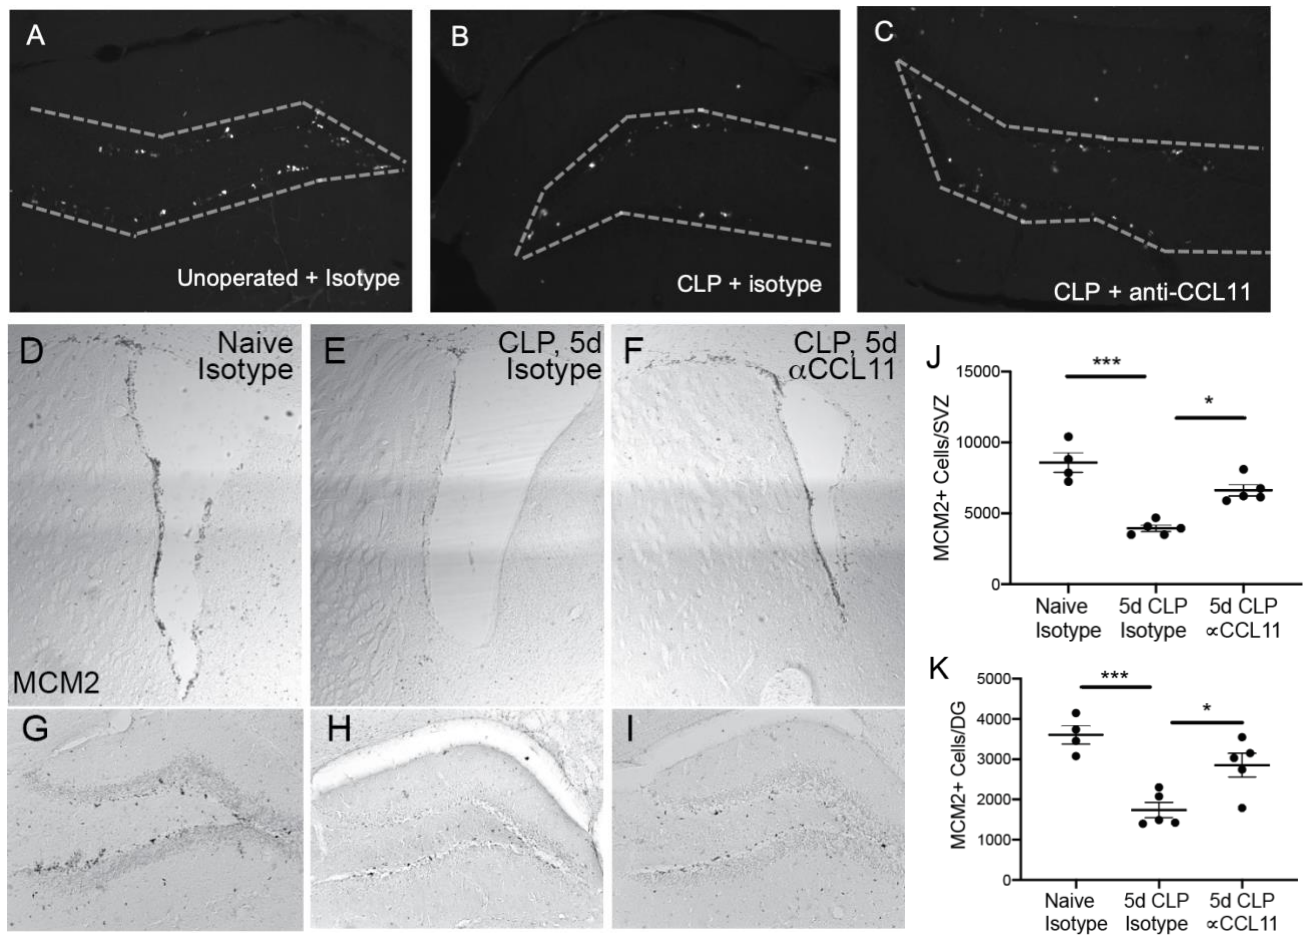 A
Unoperated + Isotype
B
CLP + isotype
C
CLP + anti-CCL11
D
Naive
Isotype
MCM2
E
CLP, 5d
Isotype
F
CLP, 5d
αCCL11
G
H
I
J
***
*
15000
10000
5000
0
MCM2+ Cells/SVZ
Naive
Isotype
5d CLP
Isotype
5d CLP
∝CCL11
K
***
*
5000
4000
3000
2000
1000
0
MCM2+ Cells/DG
Naive
Isotype
5d CLP
Isotype
5d CLP
∝CCL11